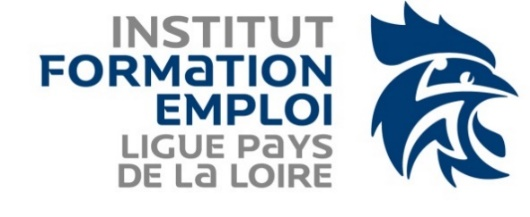 INSTITUT
FORMaTION
EMPLOI
LIGUE PaYS
DE La LOIRE